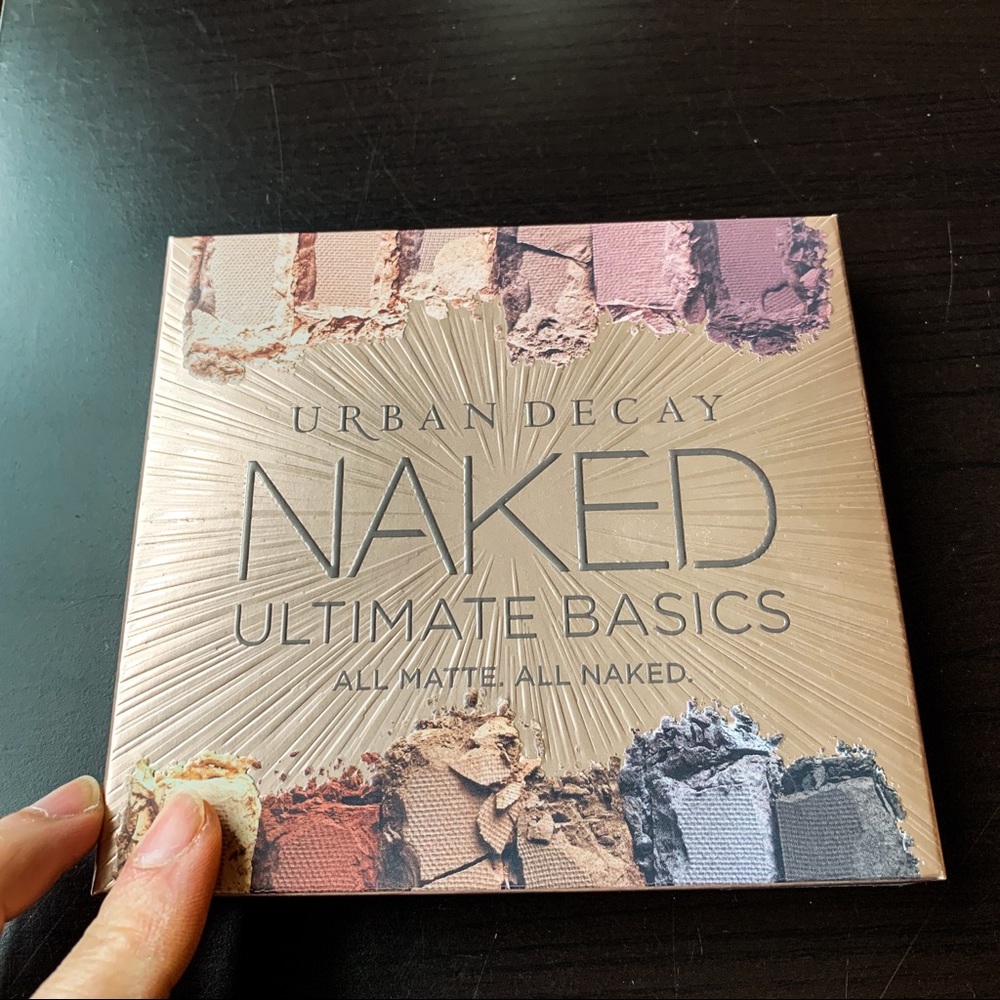 URBAN DECAY
NAKED
ULTIMATE BASICS
ALL MATTE. ALL NAKED.